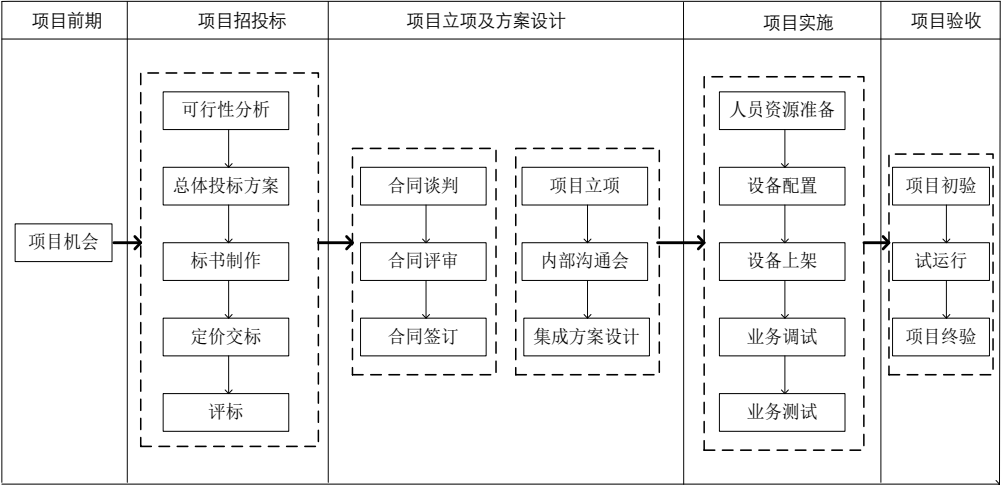 项目前期
项目招投标
项目立项及方案设计
项目实施
项目验收
项目机会
可行性分析
总体投标方案
标书制作
定价交标
评标
合同谈判
合同评审
合同签订
项目立项
内部沟通会
集成方案设计
人员资源准备
设备配置
设备上架
业务调试
业务测试
项目初验
试运行
项目终验